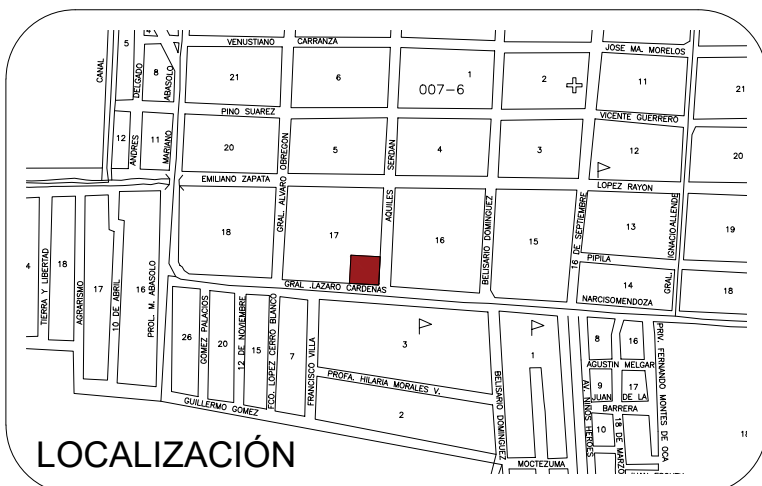 VENUSTIANO CARRANZA
JOSE MA. MORELOS
CANAL
5
DELGADO
8
ABASOLO
21
6
1
007-6
2
11
21
PINO SUAREZ
VICENTE GUERRERO
12
ANDRES
11
MARIANO
20
OBREGON
5
SERDAN
4
3
12
20
EMILIANO ZAPATA
LOPEZ RAYON
18
GRAL. ALVARO
17
AQUILES
16
BELISARIO DOMINGUEZ
15
16 DE SEPTIEMBRE
13
IGNACIO ALLENDE
19
PIPILA
GRAL.
14
18
GRAL .LAZARO CARDENAS
NARCISOMENDOZA
4
TIERRA Y LIBERTAD
18
AGRARISMO
17
10 DE ABRIL
16
PROL. M. ABASOLO
26
GOMEZ PALACIOS
20
12 DE NOVIEMBRE
15
FCO. LOPEZ CERRO BLANCO
7
FRANCISCO VILLA
3
1
8
16
PRIV. FERNANDO MONTES DE OCA
AGUSTIN MELGAR
PROFA. HILARIA MORALES V.
9
17
JUAN DE LA
BARRERA
GUILLERMO GOMEZ
2
BELISARIO DOMINGUEZ
AV. NIÑOS HEROES
10
18 DE MARZO
MOCTEZUMA
LOCALIZACIÓN